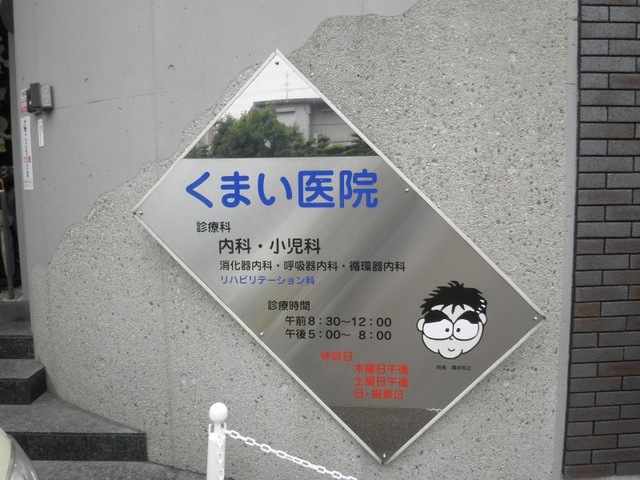 くまい医院
診療科
内科・小児科
消化器内科・呼吸器内科・循環器内科
リハビリテーション科
診療時間
午前8:30〜12:00
午後5:00〜 8:00
休診日
木曜日午後
土曜日午後
日・祝祭日
院長